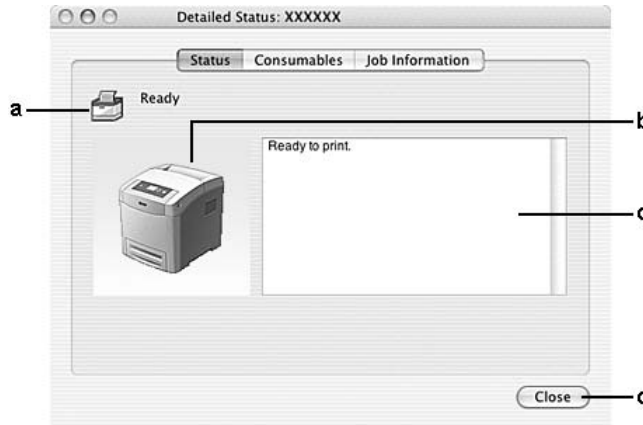 Detailed Status: XXXXXX
Status Consumables Job Information
a
Ready
b
Ready to print.
c
Close